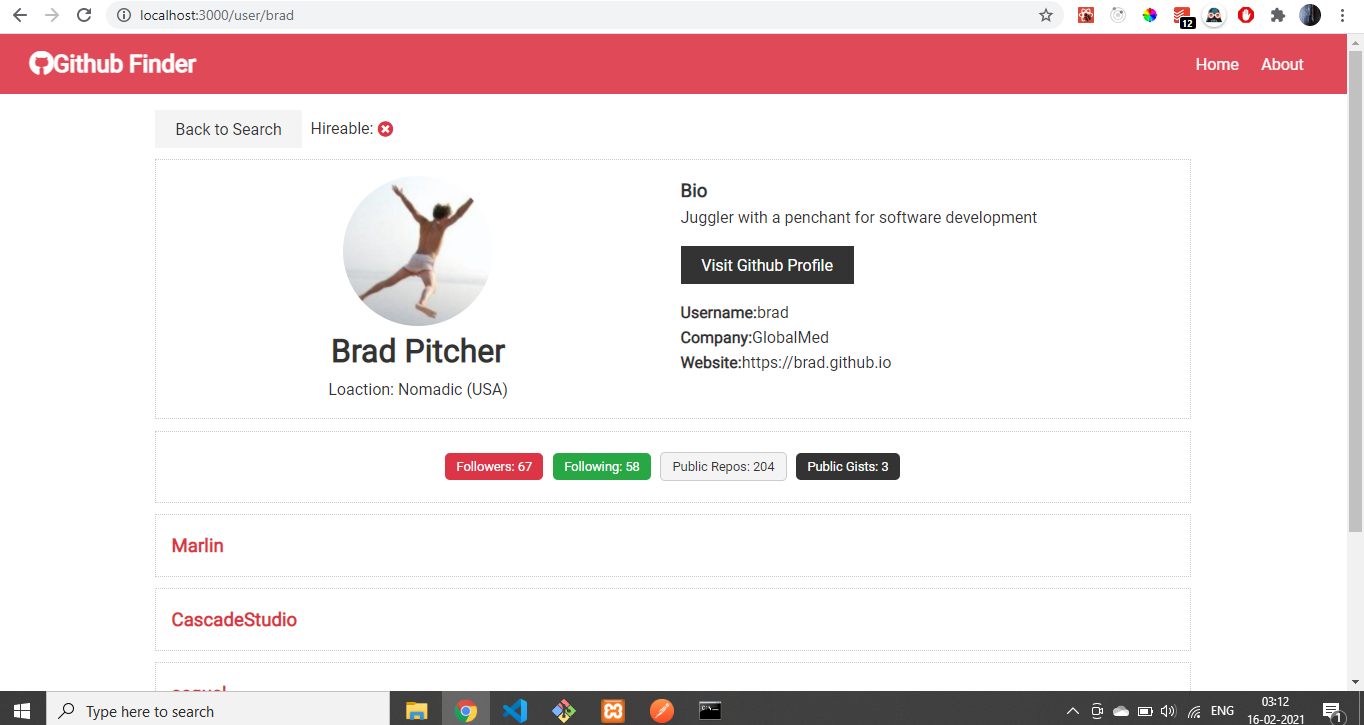 localhost:3000/user/brad
12
Github Finder
Home About
Back to Search Hireable:
Bio
Juggler with a penchant for software development
Visit Github Profile
Username:brad
Company:GlobalMed
Website:https://brad.github.io
Brad Pitcher
Loaction: Nomadic (USA)
Followers: 67 Following: 58 Public Repos: 204 Public Gists: 3
Marlin
CascadeStudio
Type here to search
ENG
03:12
16-02-2021
1